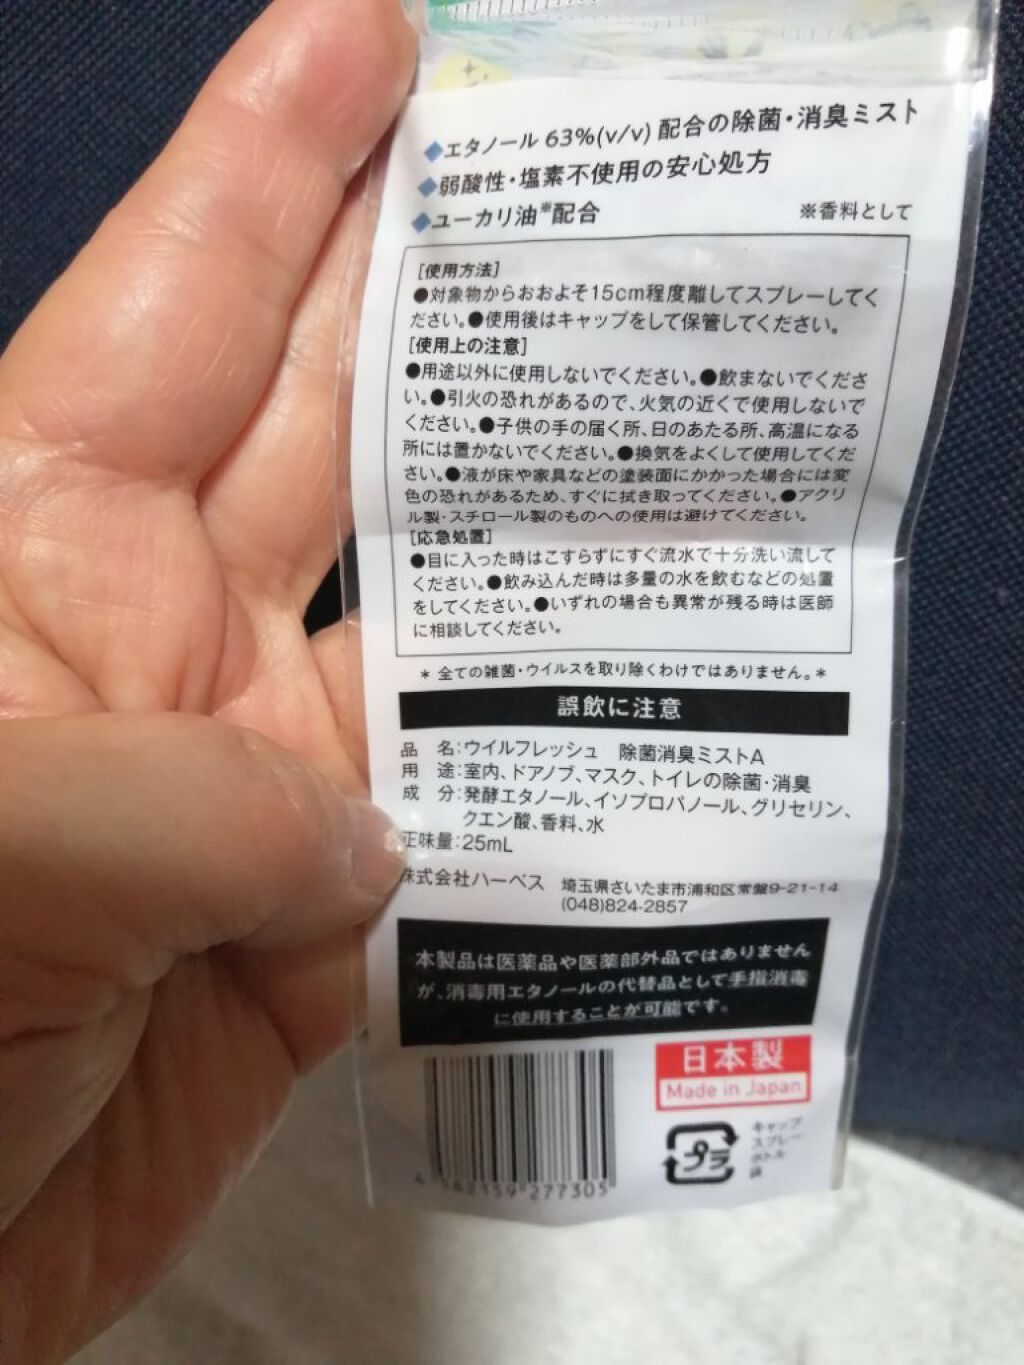 ◆エタノール 63%(v/v) 配合の除菌・消臭ミスト
◆弱酸性・塩素不使用の安心処方
◆ユーカリ油※配合 ※香料として
[使用方法]
●対象物からおおよそ15cm程度離してスプレーしてく
ださい。●使用後はキャップをして保管してください。
[使用上の注意]
●用途以外に使用しないでください。●飲まないでくださ
い。●引火の恐れがあるので、火気の近くで使用しないで
ください。●子供の手の届く所、日のあたる所、高温になる
所には置かないでください。●換気をよくして使用してくだ
さい。●液が床や家具などの塗装面にかかった場合には変
色の恐れがあるため、すぐに拭き取ってください。●アクリ
ル製・スチロール製のものへの使用は避けてください。
[応急処置]
●目に入った時はこすらずにすぐ流水で十分洗い流して
ください。●飲み込んだ時は多量の水を飲むなどの処置
をしてください。●いずれの場合も異常が残る時は医師
に相談してください。
* 全ての雑菌・ウイルスを取り除くわけではありません。*
誤飲に注意
品 名:ウイルフレッシュ 除菌消臭ミストA
用 途:室内、ドアノブ、マスク、トイレの除菌・消臭
成 分:発酵エタノール、イソプロパノール、グリセリン、
クエン酸、香料、水
正味量:25mL
株式会社ハーベス 埼玉県さいたま市浦和区常盤9-21-14
(048)824-2857
本製品は医薬品や医薬部外品ではありません
が、消毒用エタノールの代替品として手指消毒
に使用することが可能です。
日本製
Made in Japan
プラ
キャップ
スプレー
ボトル
袋
277305